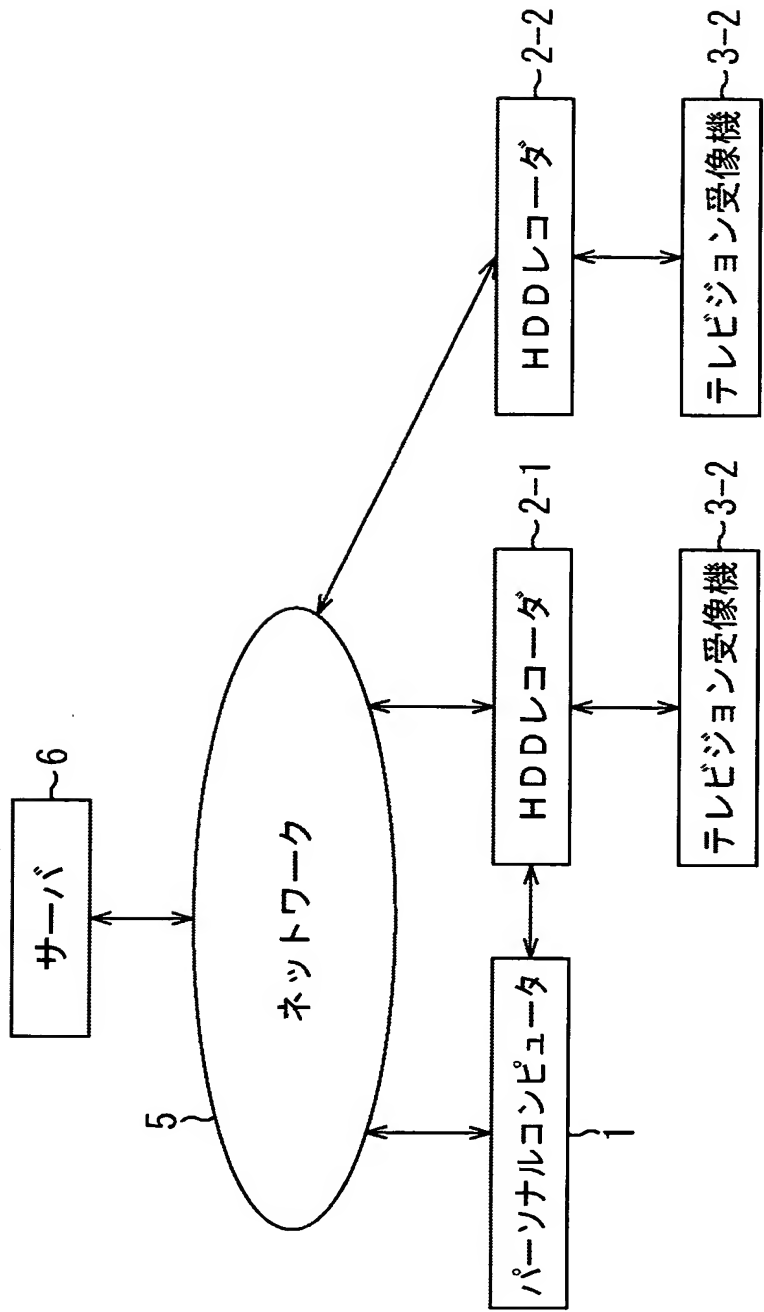 サーバ
~6
ネットワーク
5
HDDレコーダ
~2-2
HDDレコーダ
~2-1
パーソナルコンピュータ
1
テレビジョン受像機
~3-2
テレビジョン受像機
~3-2